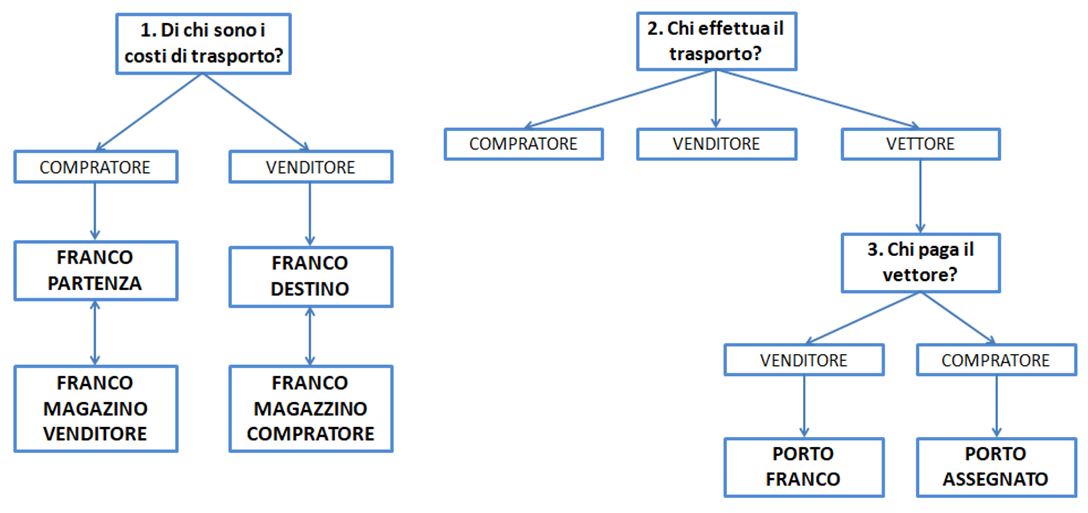 1. Di chi sono i
costi di trasporto?
COMPRATORE
VENDITORE
FRANCO
PARTENZA
FRANCO
DESTINO
FRANCO
MAGAZINO
VENDITORE
FRANCO
MAGAZZINO
COMPRATORE
2. Chi effettua il
trasporto?
COMPRATORE
VENDITORE
VETTORE
3. Chi paga il
vettore?
VENDITORE
COMPRATORE
PORTO
FRANCO
PORTO
ASSEGNATO